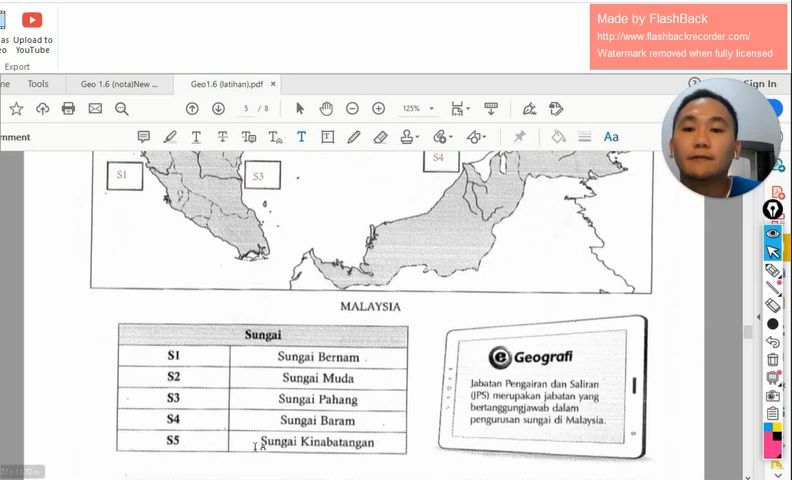 Made by FlashBack
http://www.flashbackrecorder.com/
Watermark removed when fully licensed
Upload to
YouTube
Export
Tools
Geo 1.6 (nota)New ...
Geo1.6 (latihan).pdf ×
Sign In
5 / 8
125%
mment
Aa
S4
S1
S3
MALAYSIA
Sungai
S1 Sungai Bernam
S2 Sungai Muda
S3 Sungai Pahang
S4 Sungai Baram
S5 Sungai Kinabatangan
e Geografi
Jabatan Pengairan dan Saliran
(JPS) merupakan jabatan yang
bertanggungjawab dalam
pengurusan sungai di Malaysia.